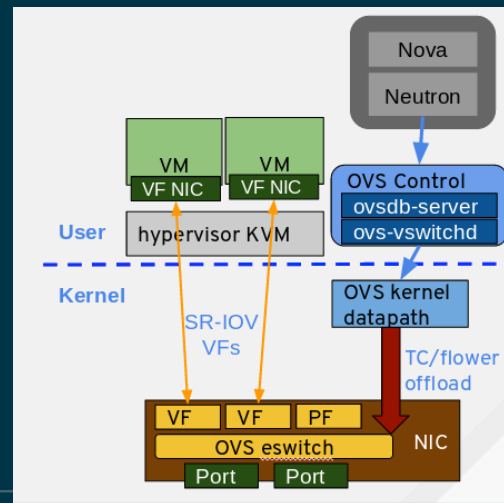 Nova
Neutron
VM
VF NIC
VM
VF NIC
OVS Control
ovsdb-server
ovs-vswitchd
hypervisor KVM
User
Kernel
SR-IOV
VFs
OVS kernel
datapath
TC/flower
offload
VF
VF
PF
OVS eswitch
NIC
Port
Port